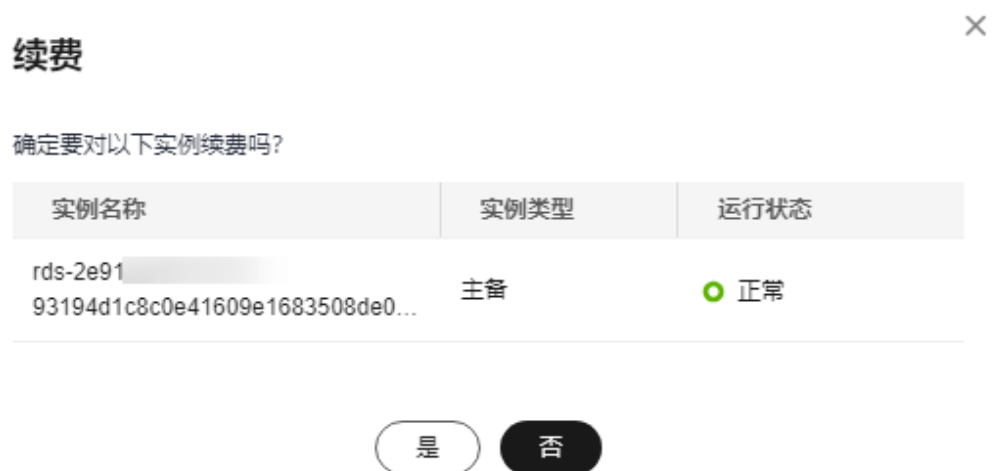 续费
确定要对以下实例续费吗?
实例名称 实例类型 运行状态
rds-2e91
93194d1c8c0e41609e1683508de0...
主备
正常
是 否